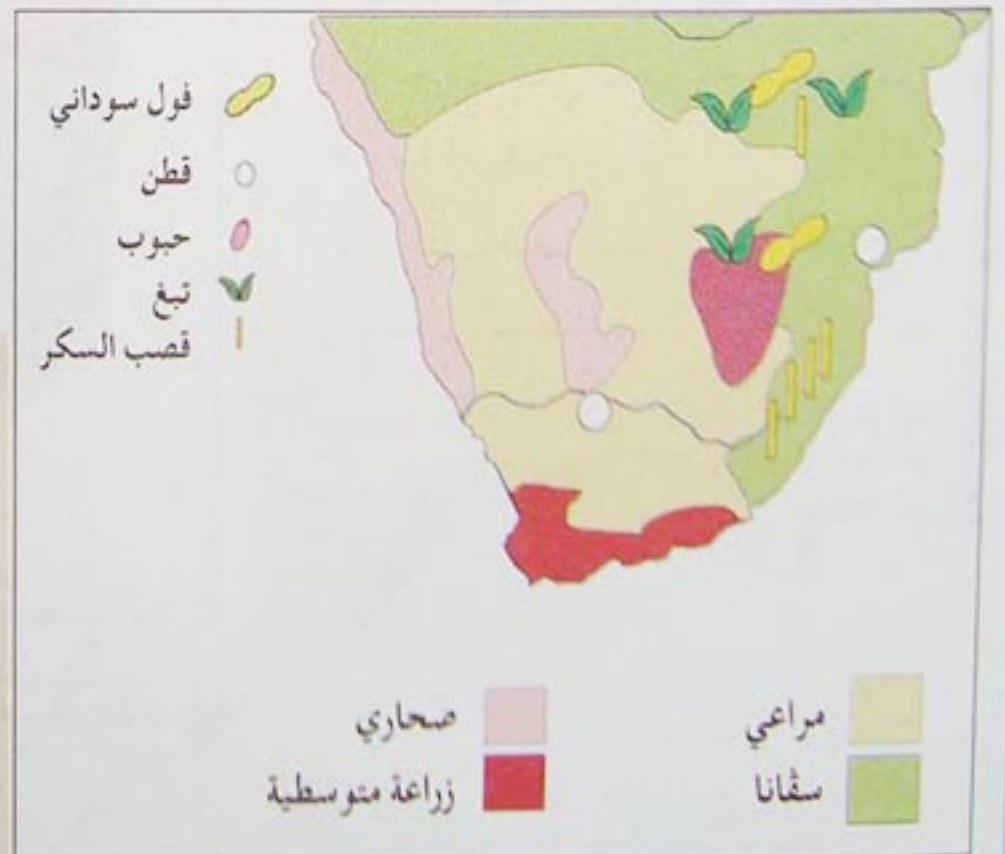 فول سوداني
قطن
حبوب
تبغ
قصب السكر
مراعي
صحاري
سڤانا
زراعة متوسطية